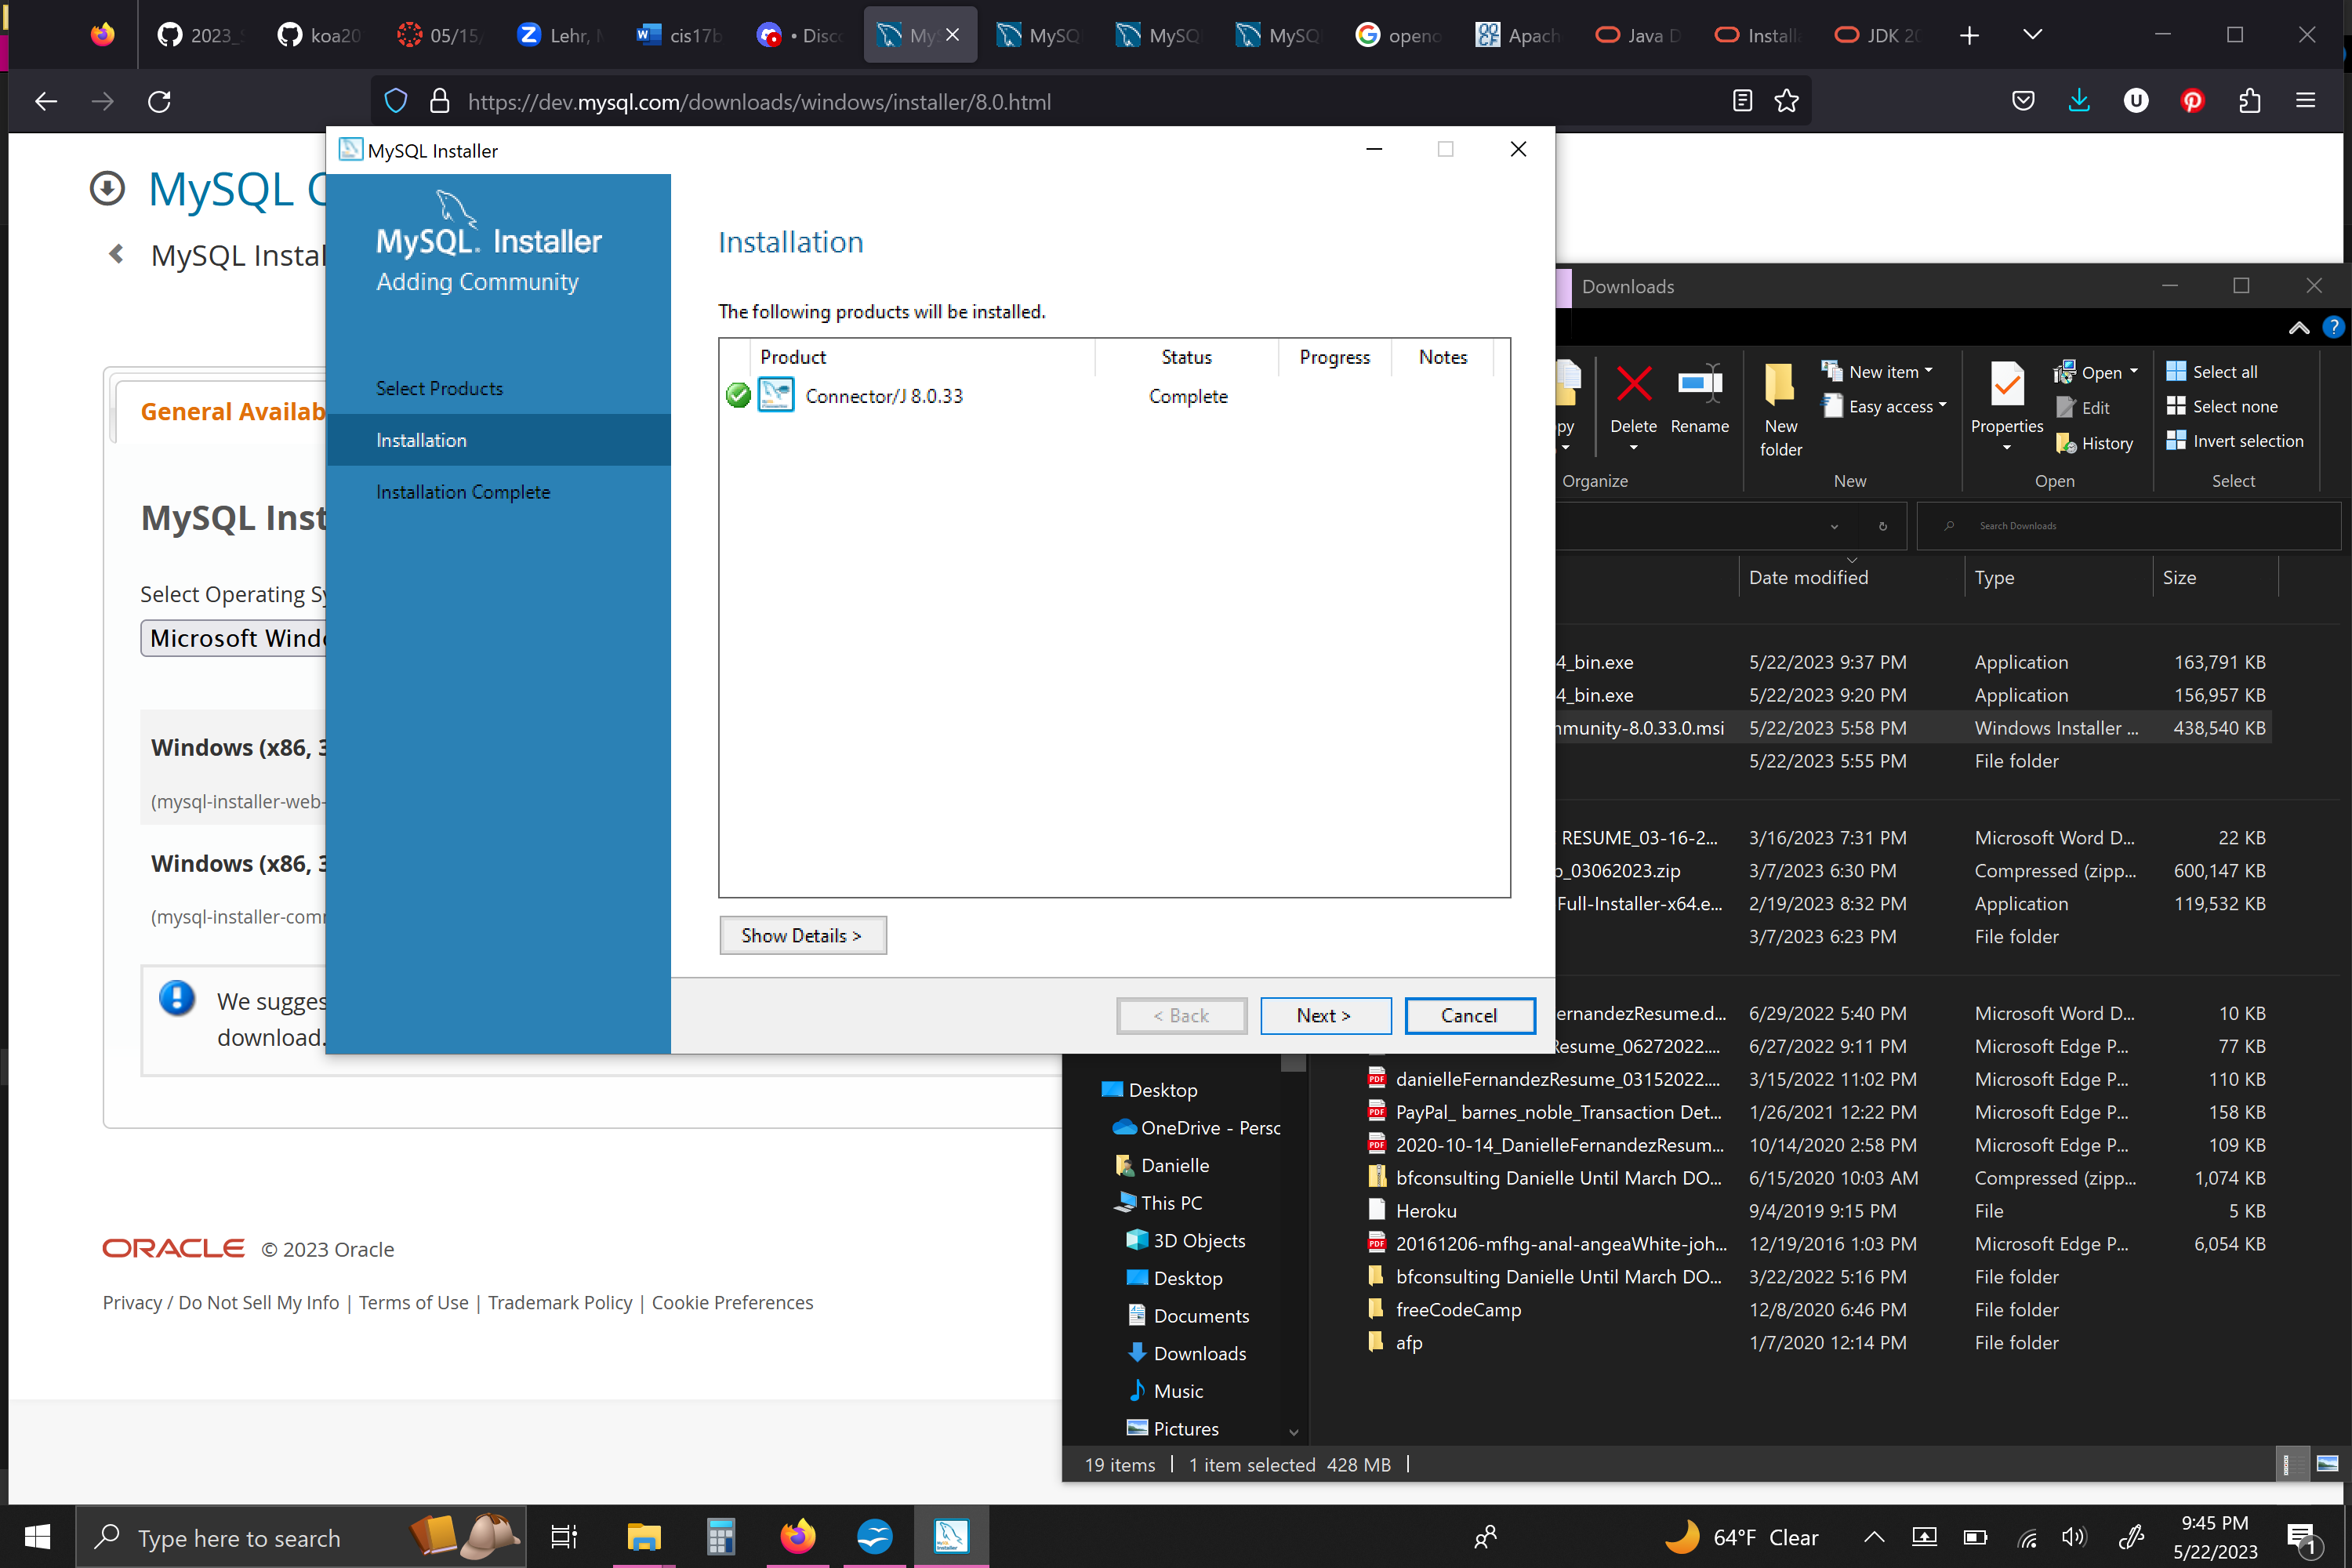 2023_
koa20
05/15/
Lehr,
cis17b
• Disc
My
MySQ
MySQ
MySQ
openo
Apach
Java D
Install
JDK 20
https://dev.mysql.com/downloads/windows/installer/8.0.html
MySQL C
MySQL Instal
General Availab
MySQL Inst
Select Operating Sy
Microsoft Windo
Windows (x86, 3
(mysql-installer-web-
Windows (x86, 3
(mysql-installer-comm
We sugges
download.
ORACLE © 2023 Oracle
Privacy / Do Not Sell My Info | Terms of Use | Trademark Policy | Cookie Preferences
MySQL Installer
MySQL. Installer
Adding Community
Select Products
Installation
Installation Complete
Installation
The following products will be installed.
Product Status Progress Notes
Connector/J 8.0.33 Complete
Show Details >
< Back
Next >
Cancel
Downloads
py
Delete
Rename
Organize
New
folder
New item
Easy access
New
Properties
Open
Edit
History
Open
Select all
Select none
Invert selection
Select
Search Downloads
Date modified Type Size
4_bin.exe 5/22/2023 9:37 PM Application 163,791 KB
4_bin.exe 5/22/2023 9:20 PM Application 156,957 KB
nmunity-8.0.33.0.msi 5/22/2023 5:58 PM Windows Installer ... 438,540 KB
5/22/2023 5:55 PM File folder
RESUME_03-16-2... 3/16/2023 7:31 PM Microsoft Word D... 22 KB
_03062023.zip 3/7/2023 6:30 PM Compressed (zipp... 600,147 KB
Full-Installer-x64.e... 2/19/2023 8:32 PM Application 119,532 KB
3/7/2023 6:23 PM File folder
ernandezResume.d... 6/29/2022 5:40 PM Microsoft Word D... 10 KB
Resume_06272022.... 6/27/2022 9:11 PM Microsoft Edge P... 77 KB
danielleFernandezResume_03152022.... 3/15/2022 11:02 PM Microsoft Edge P... 110 KB
PayPal_ barnes_noble_Transaction Det... 1/26/2021 12:22 PM Microsoft Edge P... 158 KB
2020-10-14_DanielleFernandezResum... 10/14/2020 2:58 PM Microsoft Edge P... 109 KB
bfconsulting Danielle Until March DO... 6/15/2020 10:03 AM Compressed (zipp... 1,074 KB
Heroku 9/4/2019 9:15 PM File 5 KB
20161206-mfhg-anal-angeaWhite-joh... 12/19/2016 1:03 PM Microsoft Edge P... 6,054 KB
bfconsulting Danielle Until March DO... 3/22/2022 5:16 PM File folder
freeCodeCamp 12/8/2020 6:46 PM File folder
afp 1/7/2020 12:14 PM File folder
Desktop
OneDrive - Persc
Danielle
This PC
3D Objects
Desktop
Documents
Downloads
Music
Pictures
19 items | 1 item selected 428 MB |
Type here to search
64°F Clear
9:45 PM
5/22/2023
1